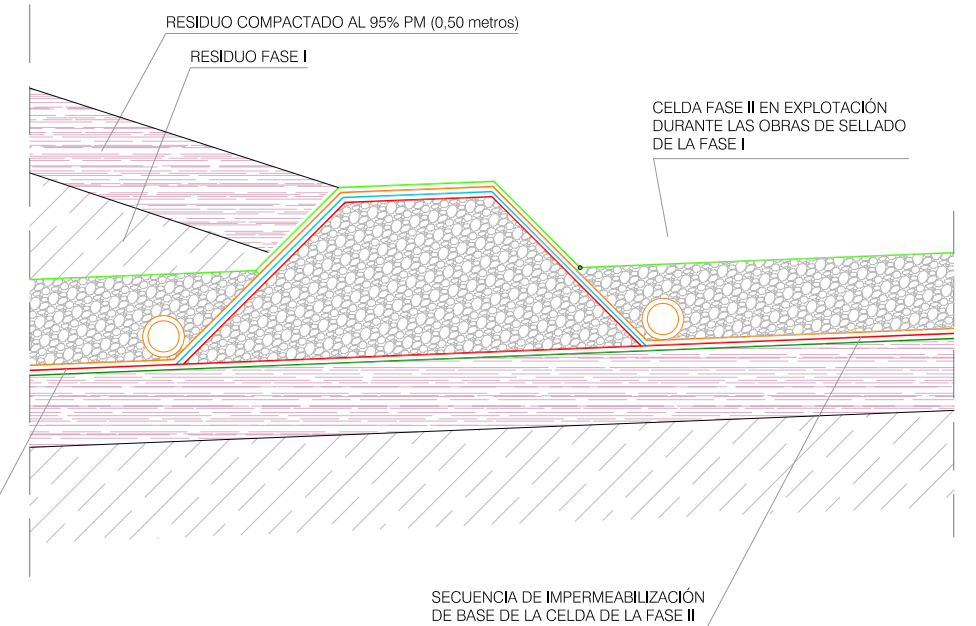 RESIDUO COMPACTADO AL 95% PM (0,50 metros)
RESIDUO FASE I
CELDA FASE II EN EXPLOTACIÓN
DURANTE LAS OBRAS DE SELLADO
DE LA FASE I
SECUENCIA DE IMPERMEABILIZACIÓN
DE BASE DE LA CELDA DE LA FASE II